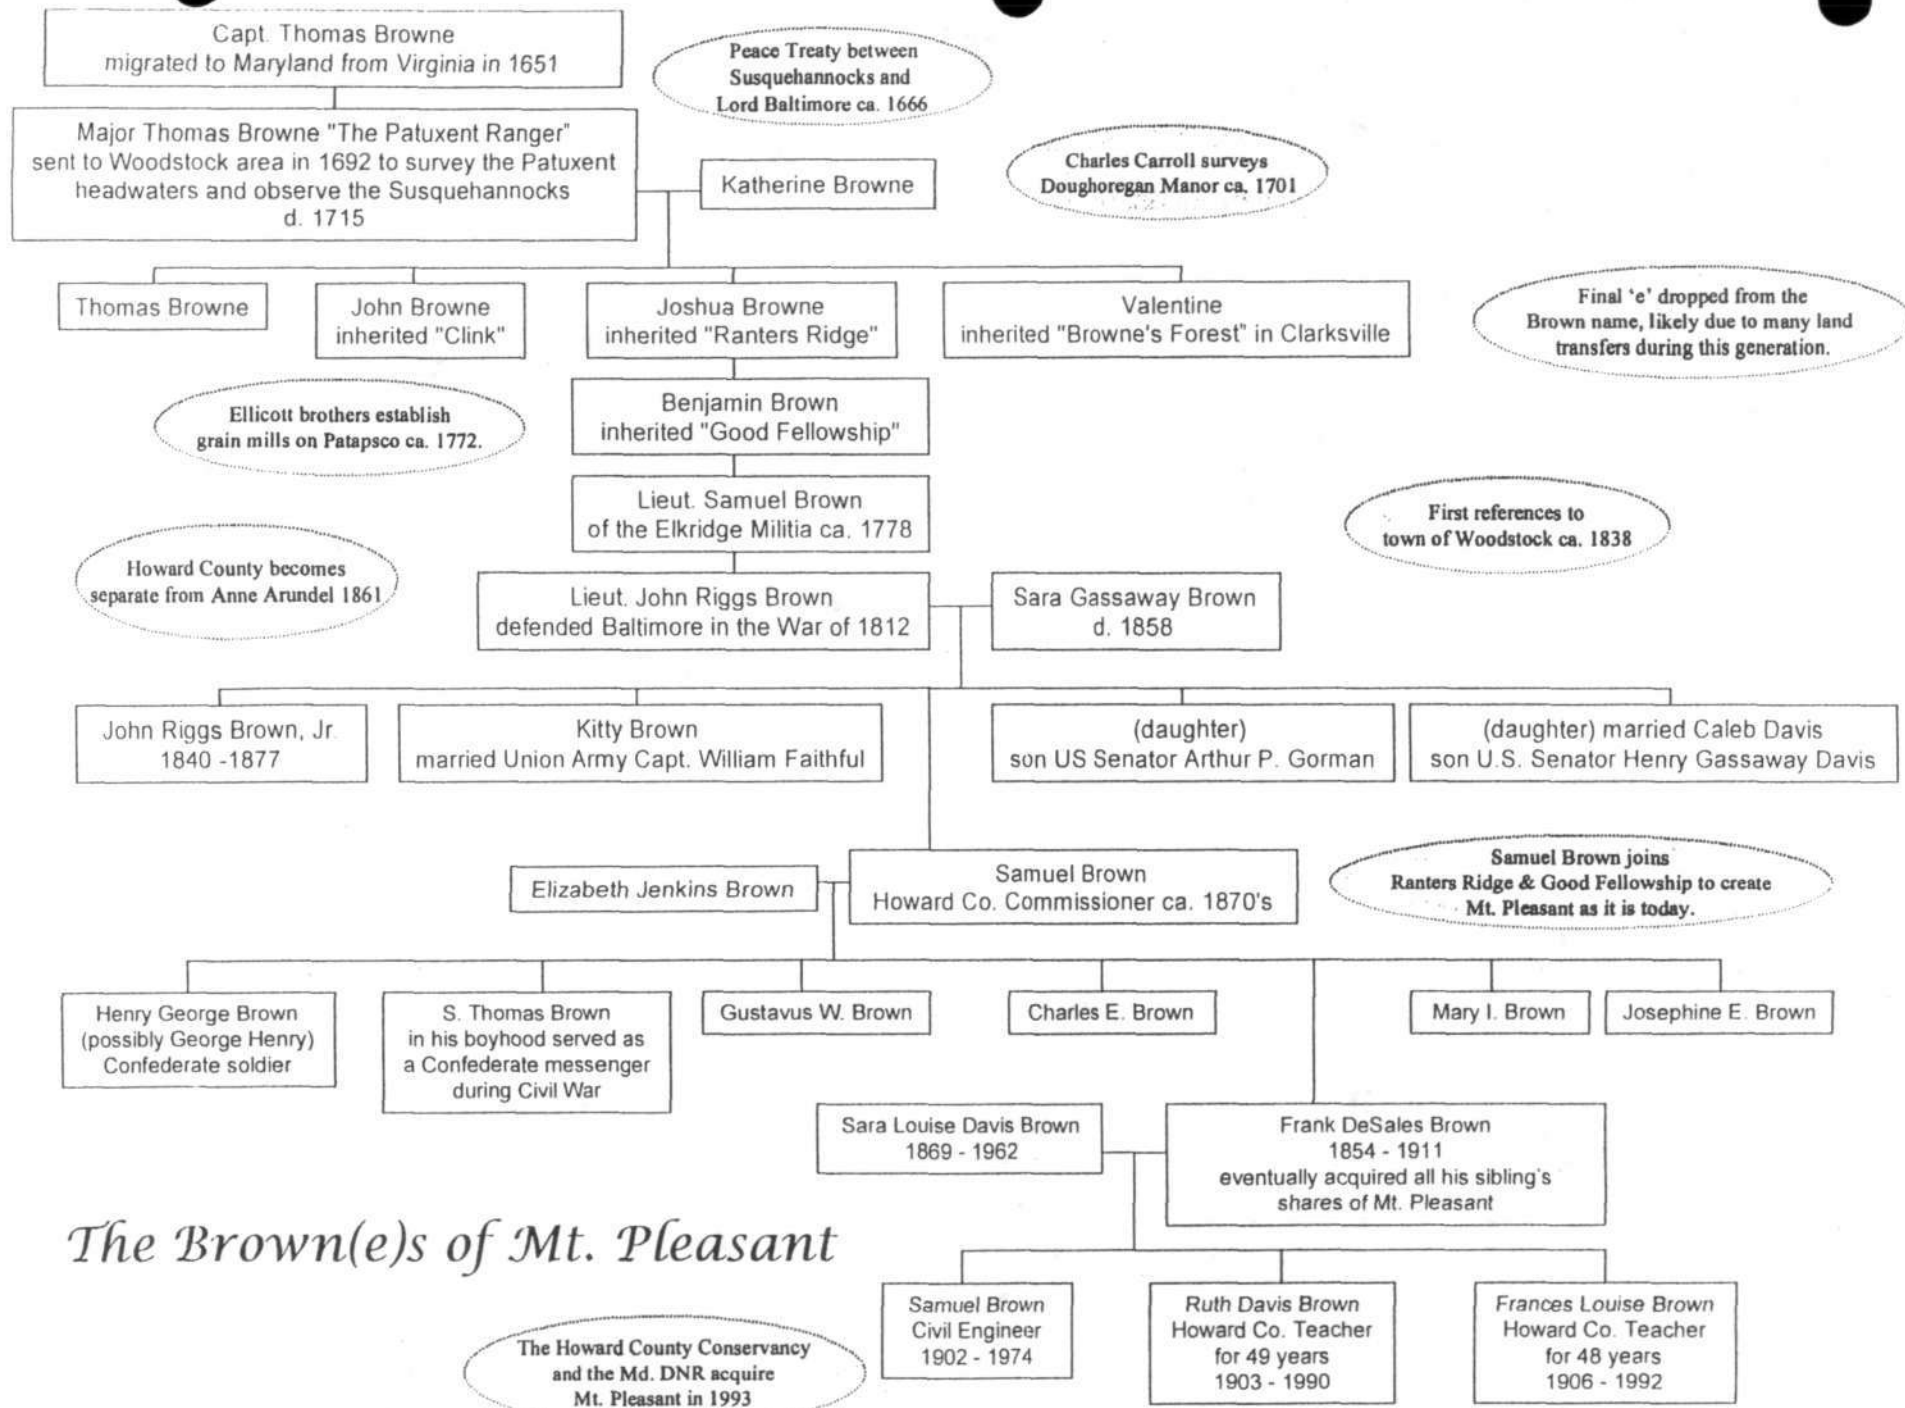 Capt. Thomas Browne
migrated to Maryland from Virginia in 1651
Peace Treaty between
Susquehannocks and
Lord Baltimore ca. 1666
Major Thomas Browne "The Patuxent Ranger"
sent to Woodstock area in 1692 to survey the Patuxent
headwaters and observe the Susquehannocks
d. 1715
Katherine Browne
Charles Carroll surveys
Doughoregan Manor ca. 1701
Thomas Browne
John Browne
inherited "Clink"
Joshua Browne
inherited "Ranters Ridge"
Valentine
inherited "Browne's Forest" in Clarksville
Final 'e' dropped from the
Brown name, likely due to many land
transfers during this generation.
Ellicott brothers establish
grain mills on Patapsco ca. 1772.
Benjamin Brown
inherited "Good Fellowship"
Lieut. Samuel Brown
of the Elkridge Militia ca. 1778
First references to
town of Woodstock ca. 1838
Howard County becomes
separate from Anne Arundel 1861
Lieut. John Riggs Brown
defended Baltimore in the War of 1812
Sara Gassaway Brown
d. 1858
John Riggs Brown, Jr.
1840 -1877
Kitty Brown
married Union Army Capt. William Faithful
(daughter)
son US Senator Arthur P. Gorman
(daughter) married Caleb Davis
son U.S. Senator Henry Gassaway Davis
Elizabeth Jenkins Brown
Samuel Brown
Howard Co. Commissioner ca. 1870's
Samuel Brown joins
Ranters Ridge & Good Fellowship to create
Mt. Pleasant as it is today.
Henry George Brown
(possibly George Henry)
Confederate soldier
S. Thomas Brown
in his boyhood served as
a Confederate messenger
during Civil War
Gustavus W. Brown
Charles E. Brown
Mary I. Brown
Josephine E. Brown
Sara Louise Davis Brown
1869 - 1962
Frank DeSales Brown
1854 - 1911
eventually acquired all his sibling's
shares of Mt. Pleasant
The Brown(e)s of Mt. Pleasant
Samuel Brown
Civil Engineer
1902 - 1974
Ruth Davis Brown
Howard Co. Teacher
for 49 years
1903 - 1990
Frances Louise Brown
Howard Co. Teacher
for 48 years
1906 - 1992
The Howard County Conservancy
and the Md. DNR acquire
Mt. Pleasant in 1993